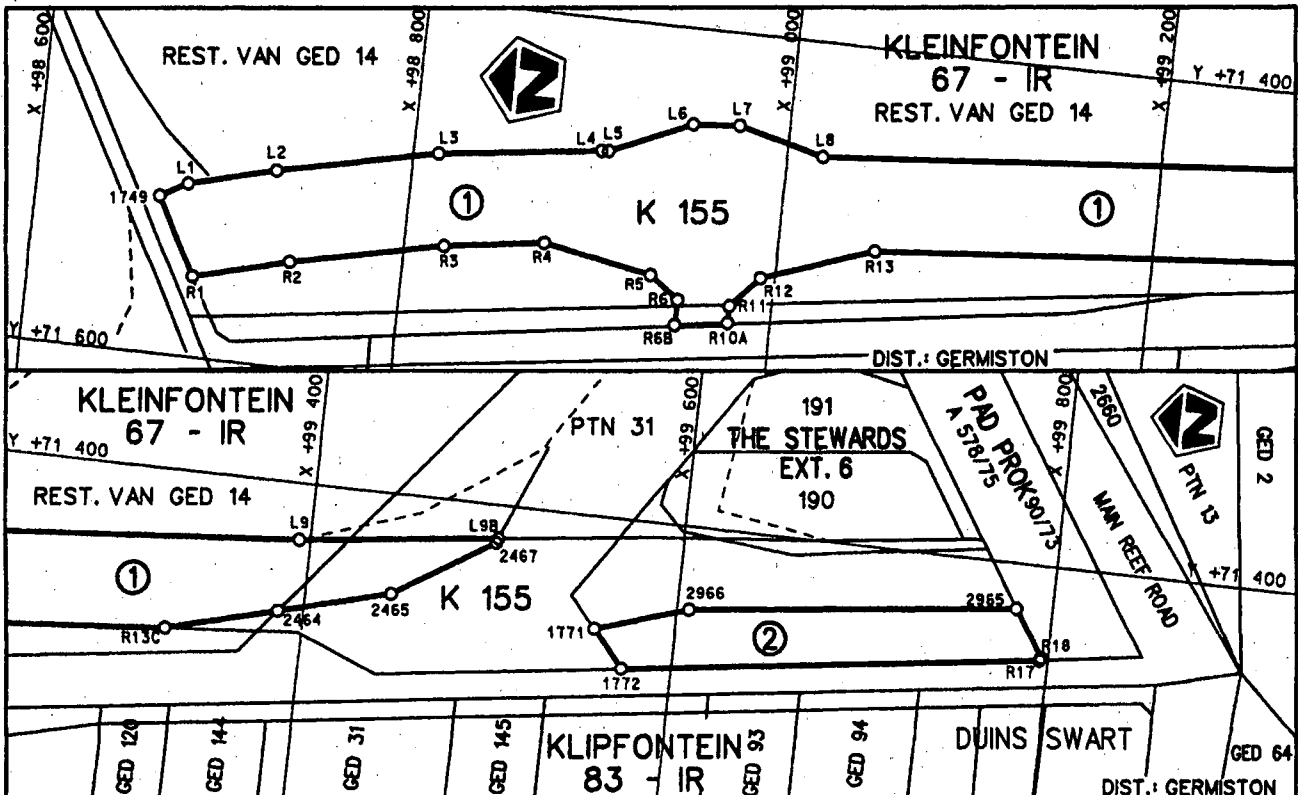 X +98 600
REST. VAN GED 14
X +98 800
X +99 000
KLEINFONTEIN
67 - IR
REST. VAN GED 14
X +99 200
Y +71 400
N
L1
L2
L3
L4
L5
L6
L7
L8
1749
1
K 155
1
R1
R2
R3
R4
R5
R6
R6B
R10A
R11
R12
R13
Y +71 600
DIST.: GERMISTON
KLEINFONTEIN
67 - IR
X +99 400
Y +71 400
REST. VAN GED 14
PTN 31
X +99 600
191
THE STEWARDS
EXT. 6
190
PAD PROK 90/73
A 578/75
X +99 800
2660
N
PTN 13
GED 2
MAIN REEF ROAD
Y +71 400
L9
L9B
2467
1
K 155
2465
2464
R13C
2966
2965
1771
2
R18
R17
1772
GED 120
GED 144
GED 31
GED 145
KLIPFONTEIN
83 - IR
GED 93
GED 94
DUINS SWART
GED 64
DIST.: GERMISTON